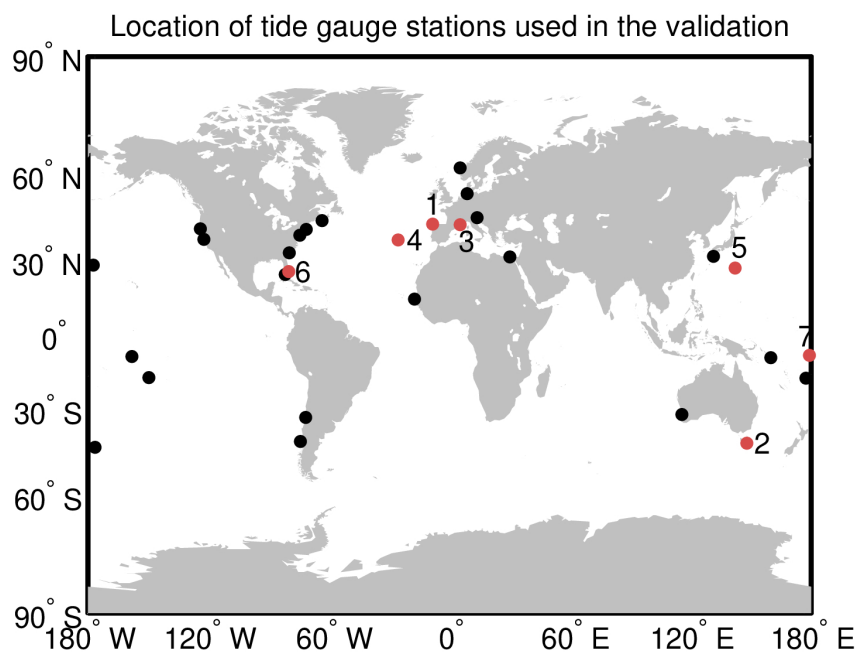 Location of tide gauge stations used in the validation
90° N
60° N
1
4
3
5
30° N
6
7
0°
30° S
2
60° S
90° S
180° W 120° W 60° W 0° 60° E 120° E 180° E